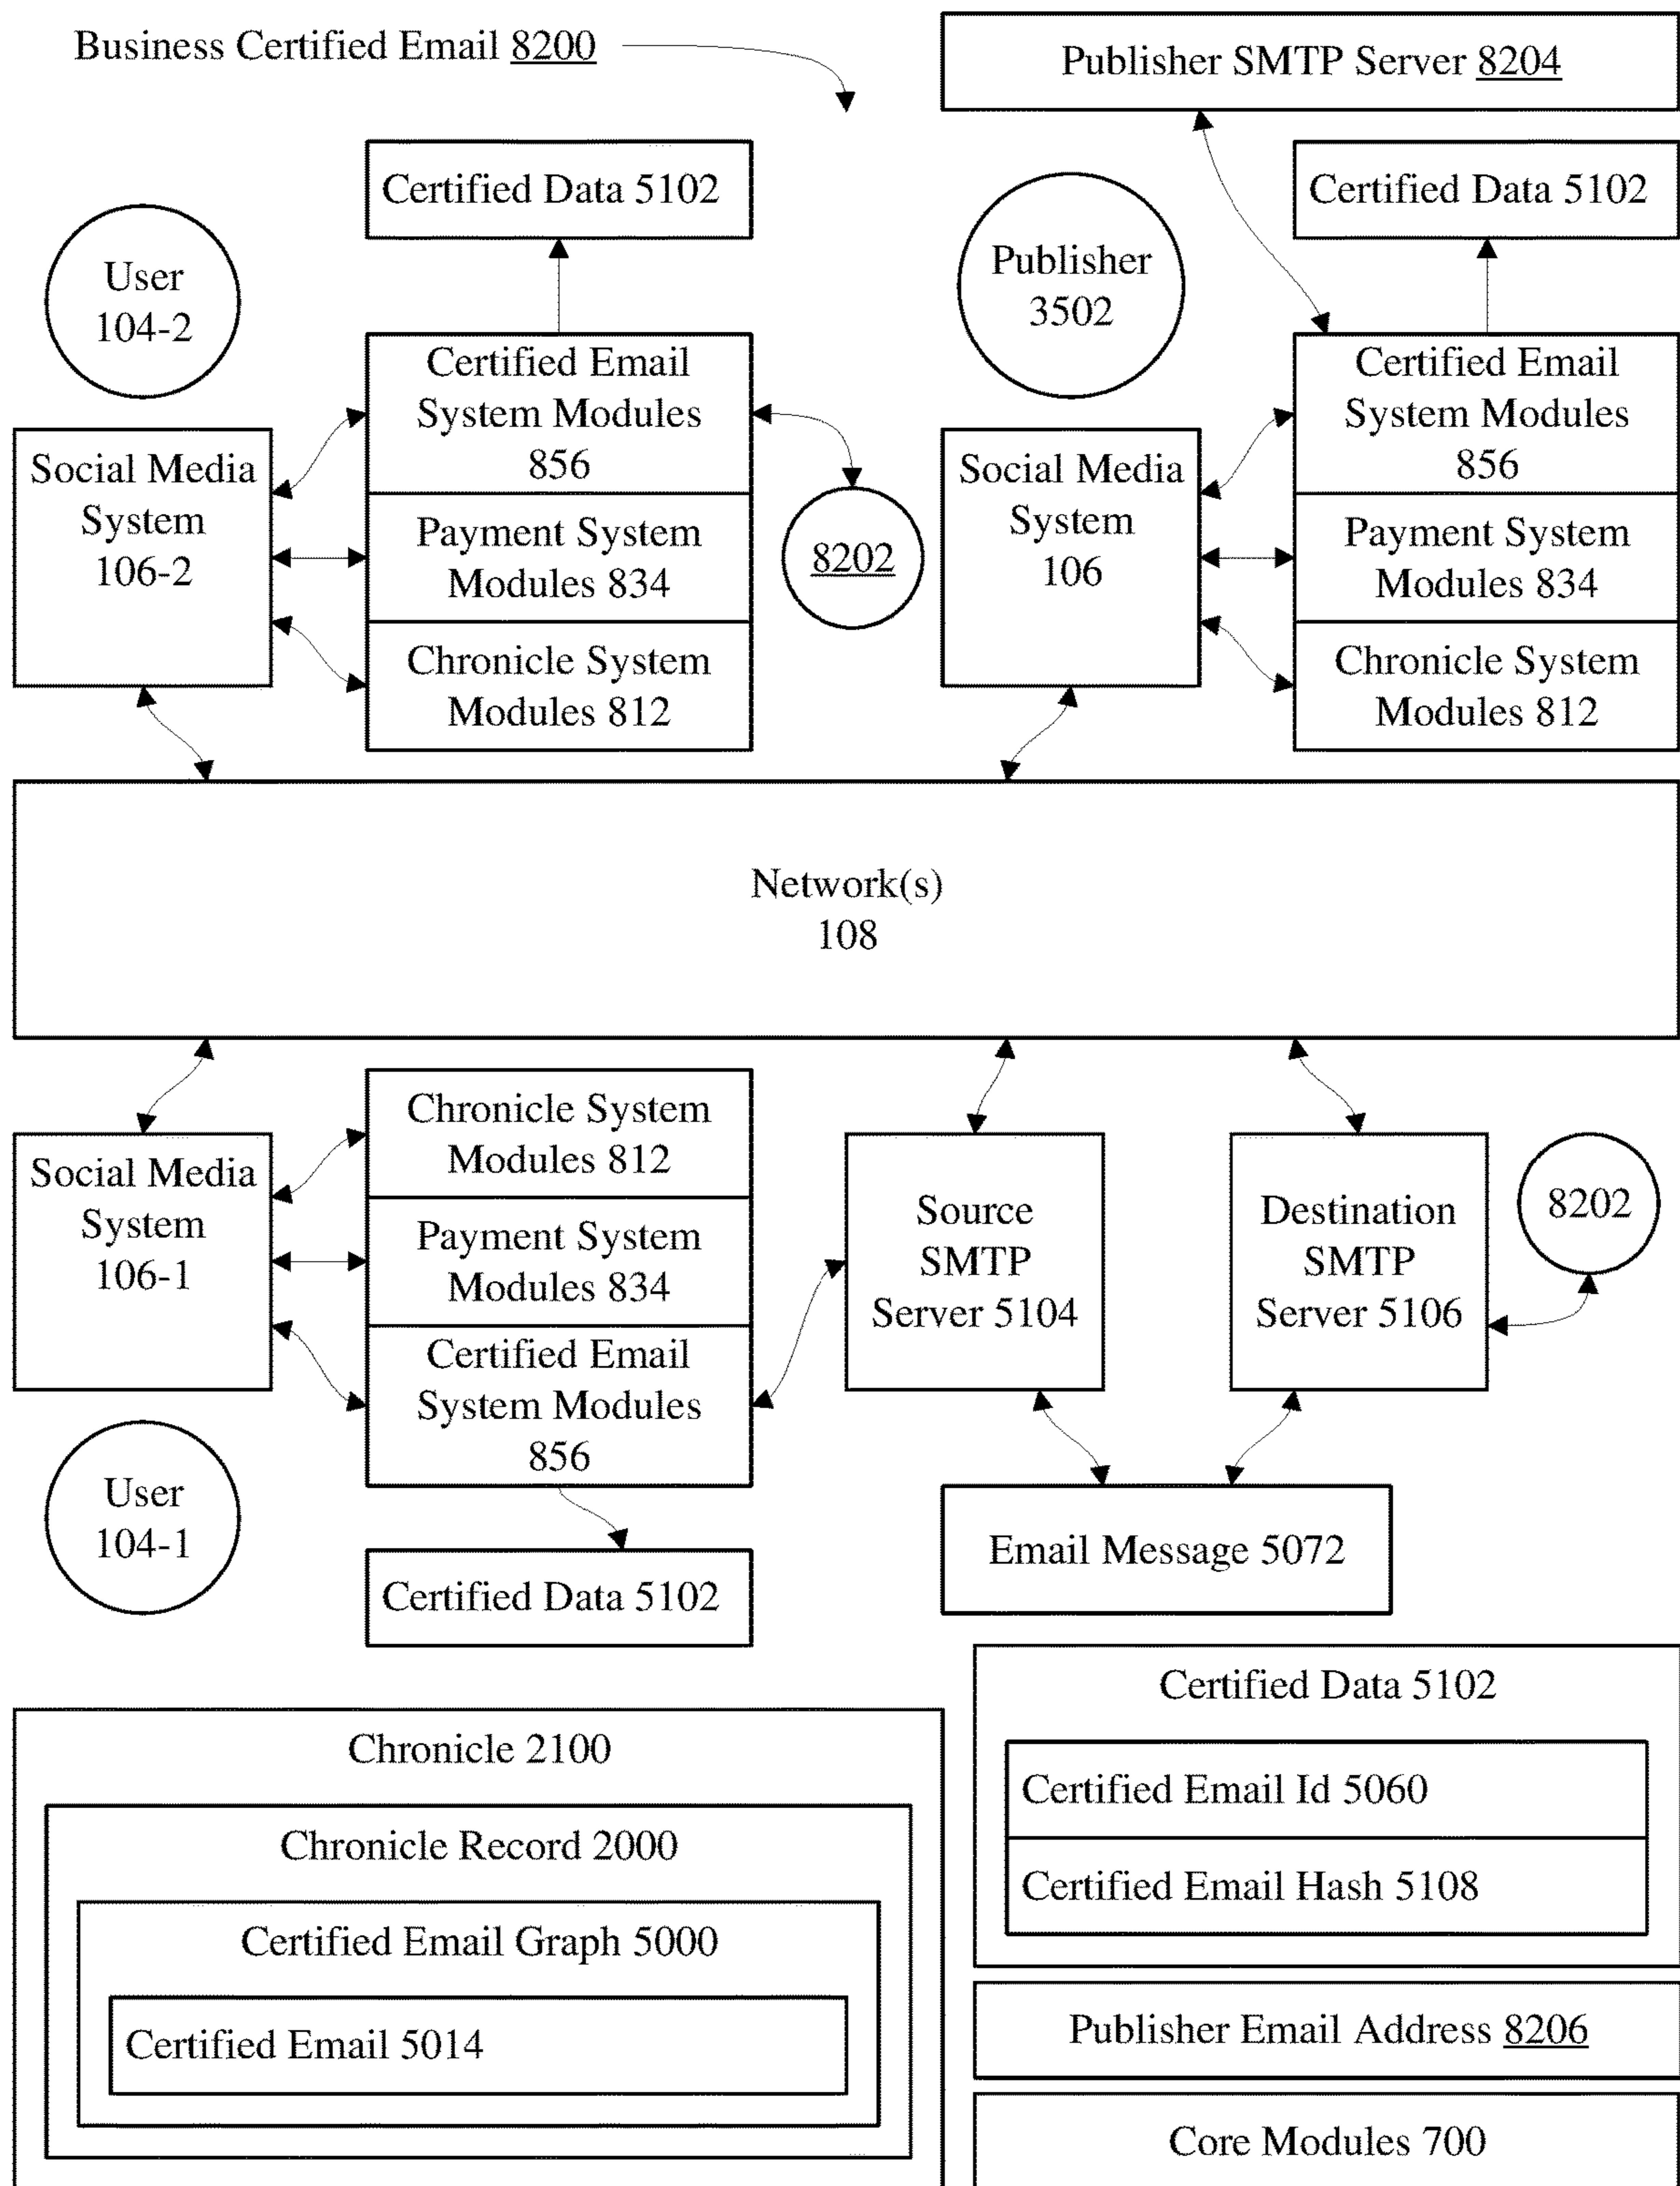 Business Certified Email 8200
Publisher SMTP Server 8204
Certified Data 5102
Certified Data 5102
User
104-2
Publisher
3502
Certified Email
System Modules
856
Certified Email
System Modules
856
Social Media
System
106-2
Payment System
Modules 834
8202
Social Media
System
106
Payment System
Modules 834
Chronicle System
Modules 812
Chronicle System
Modules 812
Network(s)
108
Social Media
System
106-1
Chronicle System
Modules 812
Payment System
Modules 834
Certified Email
System Modules
856
Source
SMTP
Server 5104
Destination
SMTP
Server 5106
8202
User
104-1
Certified Data 5102
Email Message 5072
Chronicle 2100
Chronicle Record 2000
Certified Email Graph 5000
Certified Email 5014
Certified Data 5102
Certified Email Id 5060
Certified Email Hash 5108
Publisher Email Address 8206
Core Modules 700